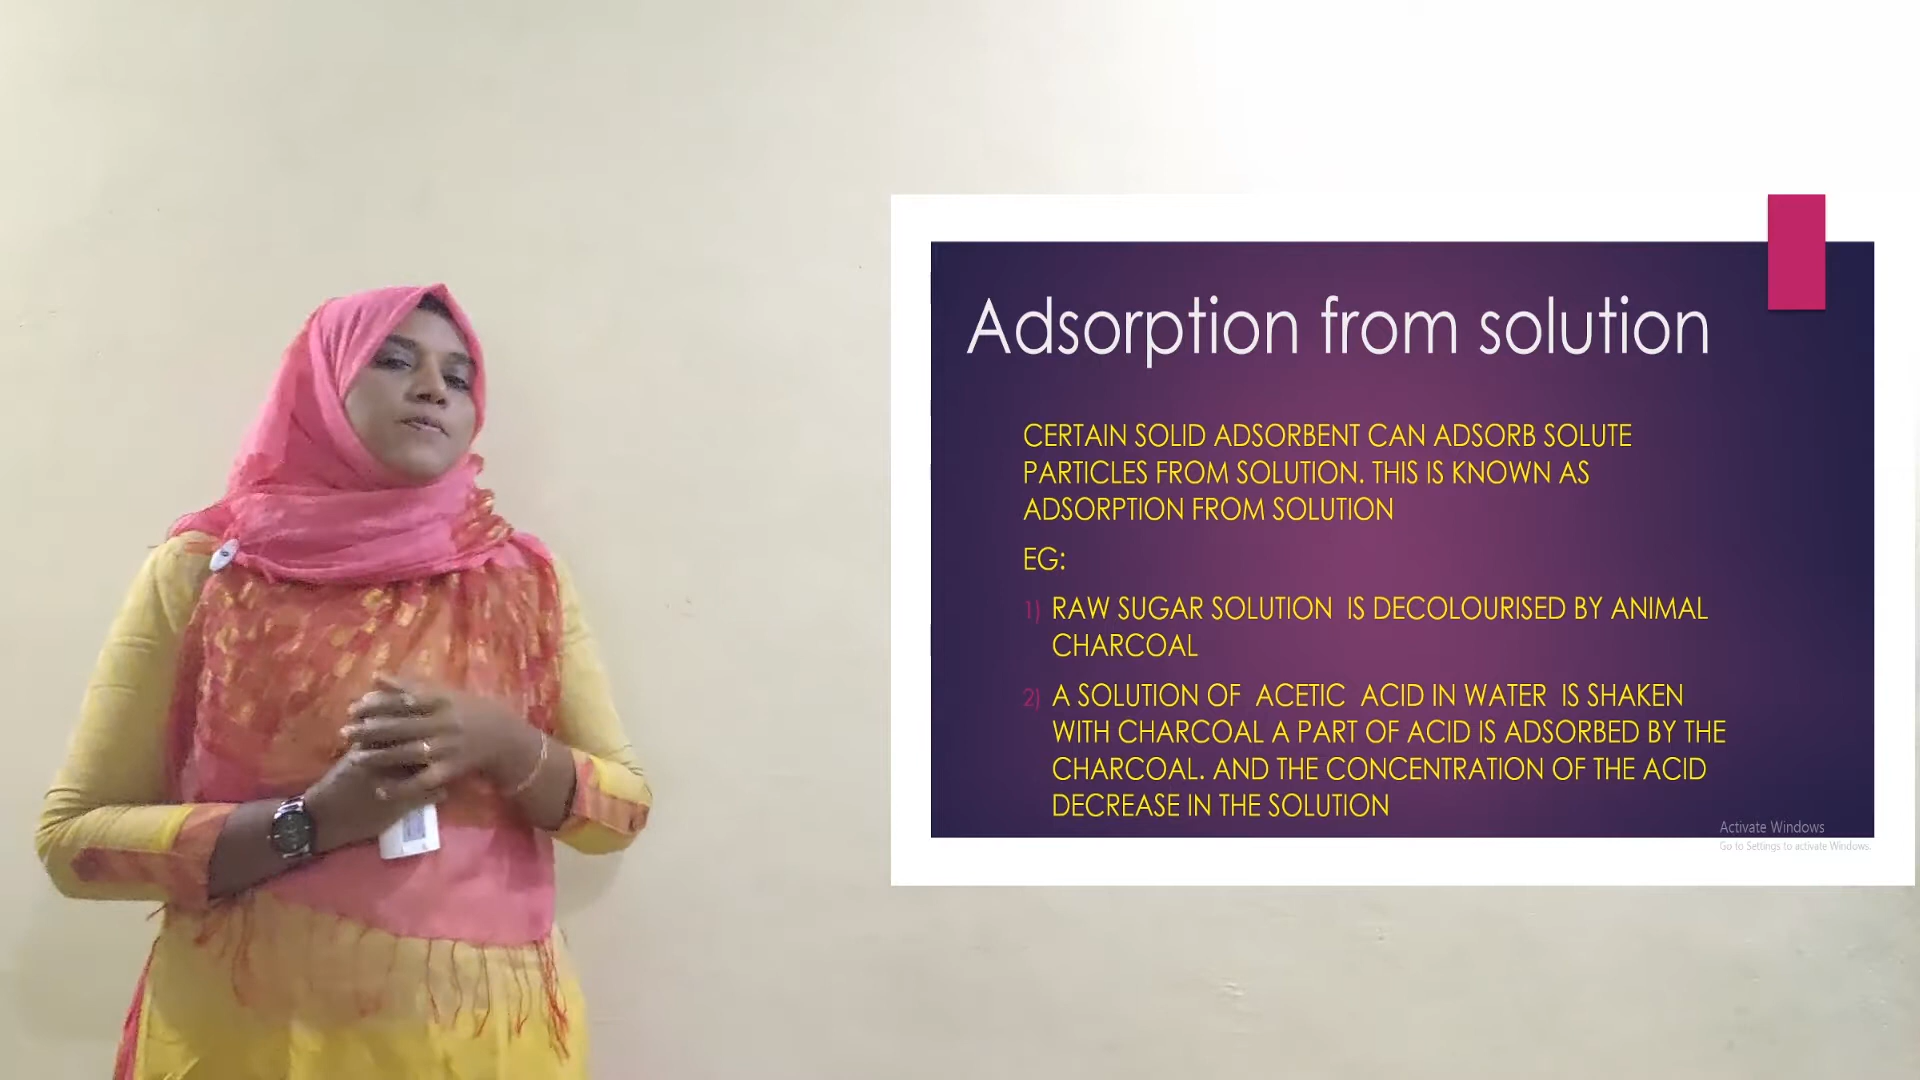 Adsorption from solution
CERTAIN SOLID ADSORBENT CAN ADSORB SOLUTE
PARTICLES FROM SOLUTION. THIS IS KNOWN AS
ADSORPTION FROM SOLUTION
EG:
1) RAW SUGAR SOLUTION IS DECOLOURISED BY ANIMAL
CHARCOAL
2) A SOLUTION OF ACETIC ACID IN WATER IS SHAKEN
WITH CHARCOAL A PART OF ACID IS ADSORBED BY THE
CHARCOAL. AND THE CONCENTRATION OF THE ACID
DECREASE IN THE SOLUTION
Activate Windows
Go to Settings to activate Windows.